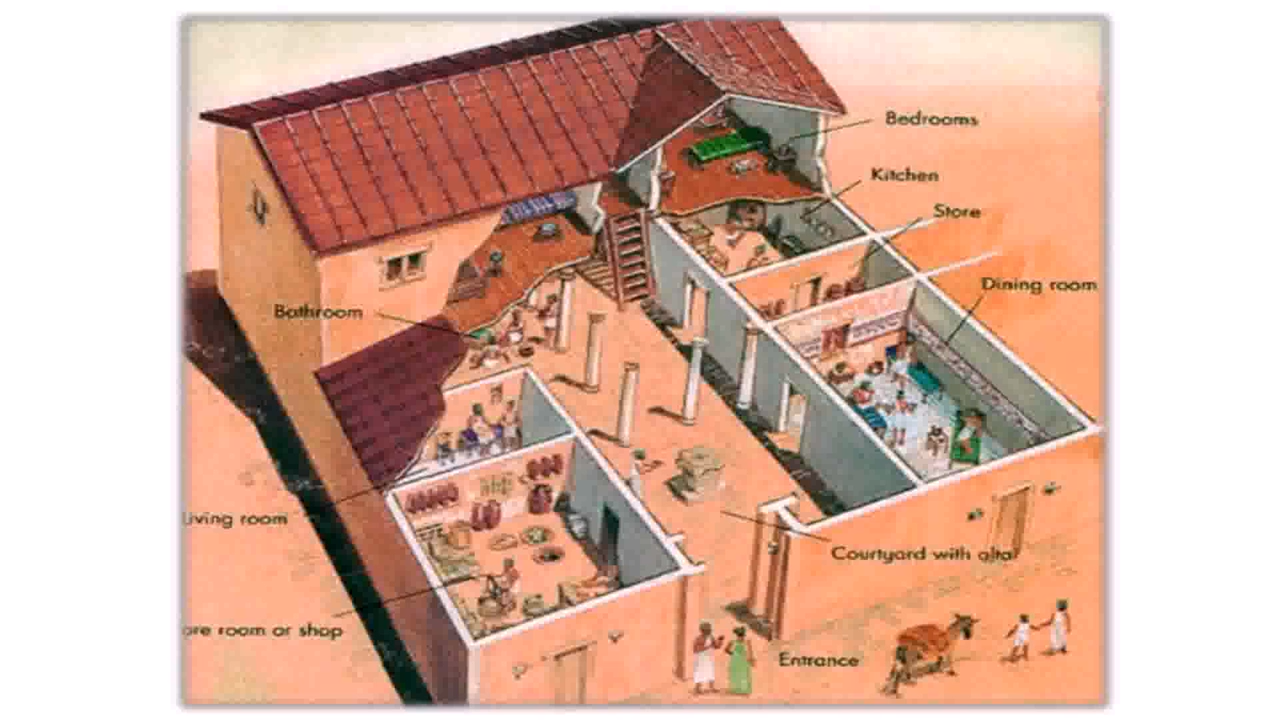 Bedrooms
Kitchen
Store
Dining room
Bathroom
iving room
Courtyard with altar
ore room or shop
Entrance